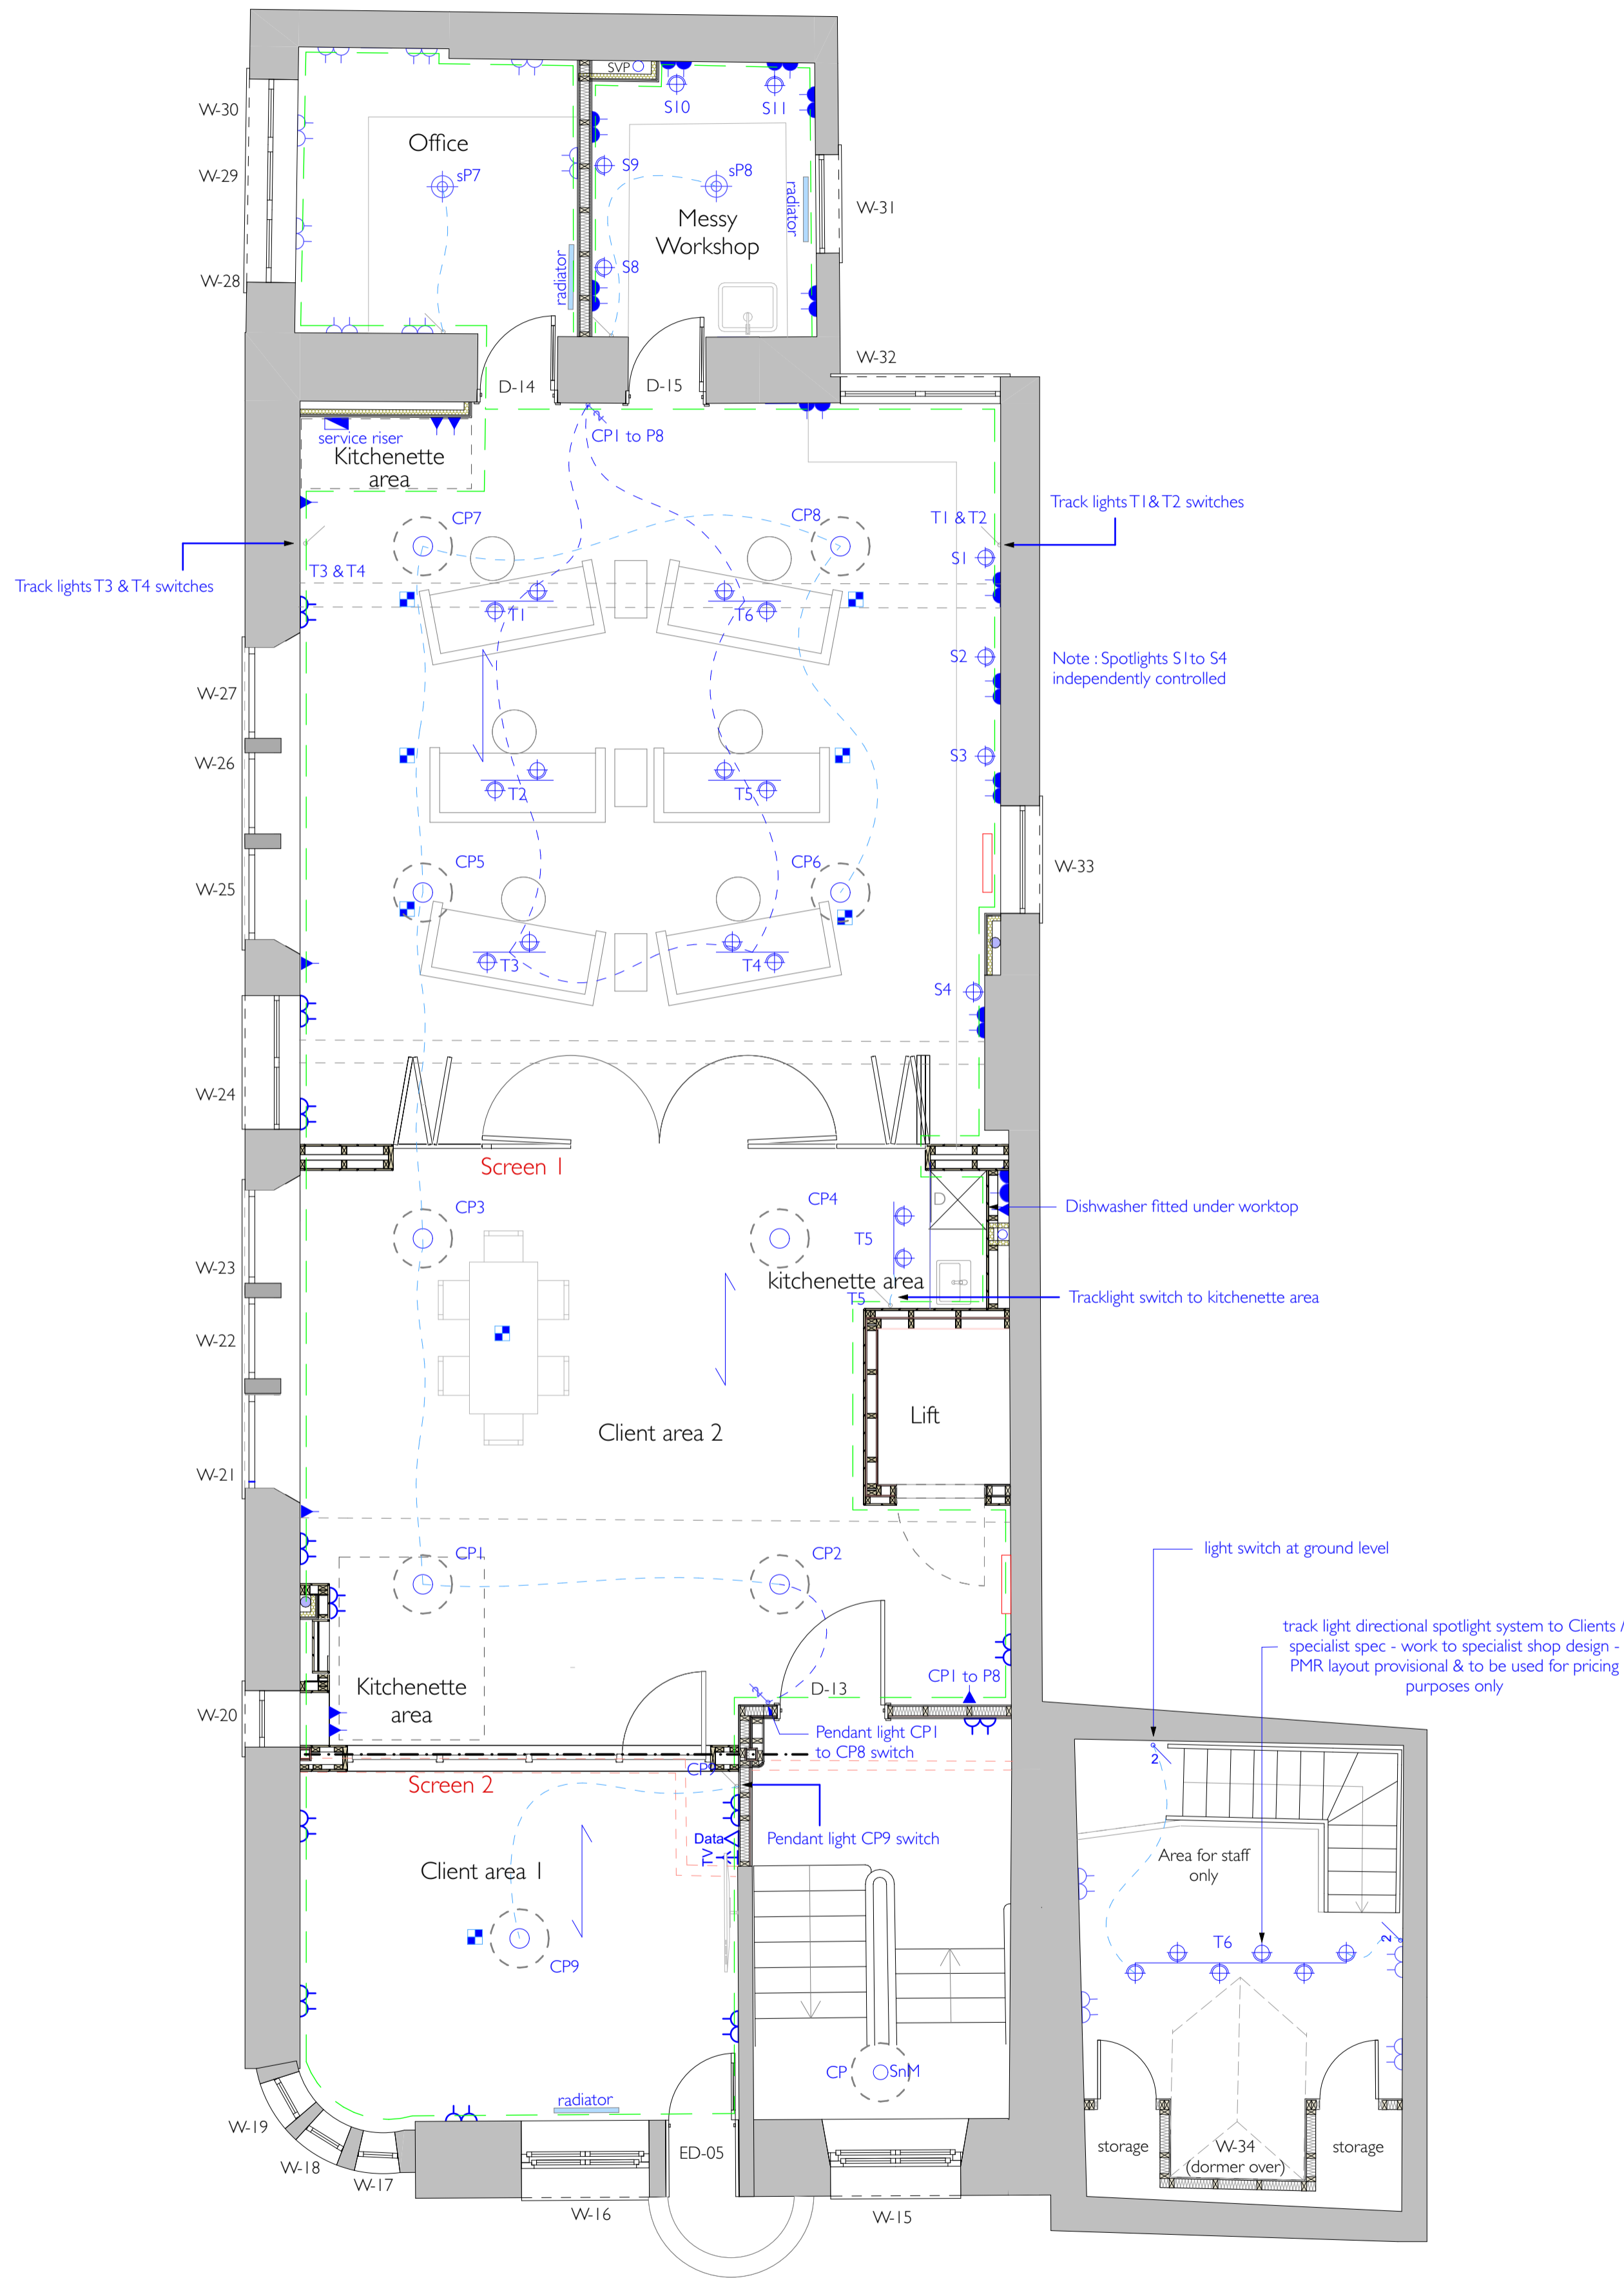 SVP
S10
S11
W-30
Office
W-29
sP7
S9
sP8
radiator
W-31
Messy
Workshop
W-28
radiator
S8
W-32
D-14
D-15
2
CP1 to P8
service riser
Kitchenette
area
CP7
CP8
T1 & T2
Track lights T1 & T2 switches
S1
Track lights T3 & T4 switches
T3 & T4
T1
T6
S2
Note : Spotlights S1 to S4
independently controlled
W-27
W-26
S3
T2
T5
CP5
CP6
W-25
W-33
T3
T4
S4
W-24
Screen 1
CP3
CP4
D
Dishwasher fitted under worktop
T5
W-23
kitchenette area
T5
Tracklight switch to kitchenette area
W-22
Lift
Client area 2
W-21
CP1
CP2
light switch at ground level
track light directional spotlight system to Clients /
specialist spec - work to specialist shop design -
PMR layout provisional & to be used for pricing
purposes only
CP1 to P8
Kitchenette
area
D-13
2
W-20
Pendant light CP1
to CP8 switch
CP9
Screen 2
2
Data
TV
Pendant light CP9 switch
Client area 1
Area for staff
only
CP9
T6
2
CP
SnM
radiator
W-19
W-18
W-17
ED-05
storage
W-34
(dormer over)
storage
W-16
W-15